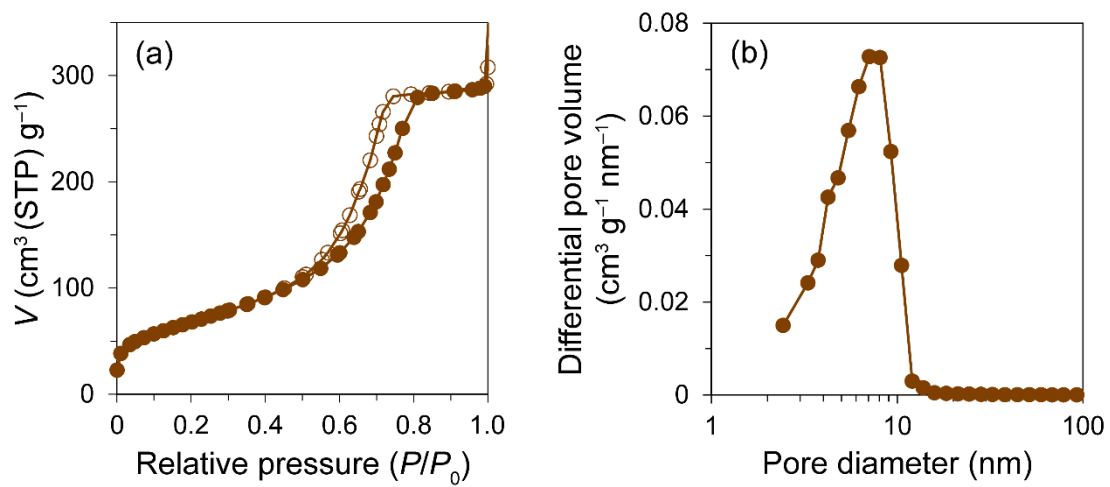 (a)
V (cm³ (STP) g⁻¹)
300
200
100
0
0
0.2
0.4
0.6
0.8
1.0
Relative pressure (P/P₀)
(b)
Differential pore volume
(cm³ g⁻¹ nm⁻¹)
0.08
0.06
0.04
0.02
0
1
10
100
Pore diameter (nm)